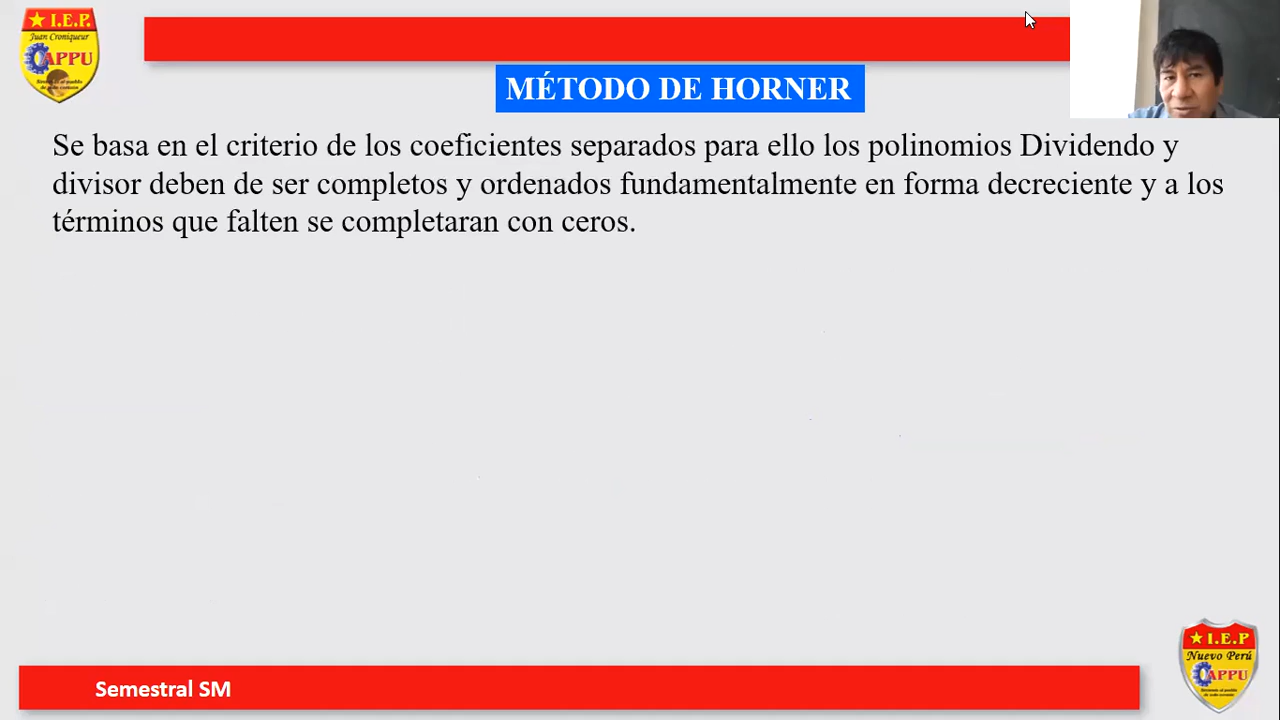 ★ I.E.P.
Juan Croniqueur
APPU
MÉTODO DE HORNER
Se basa en el criterio de los coeficientes separados para ello los polinomios Dividendo y
divisor deben de ser completos y ordenados fundamentalmente en forma decreciente y a los
términos que falten se completaran con ceros.
Semestral SM
★ I.E.P
Nuevo Perú
APPU